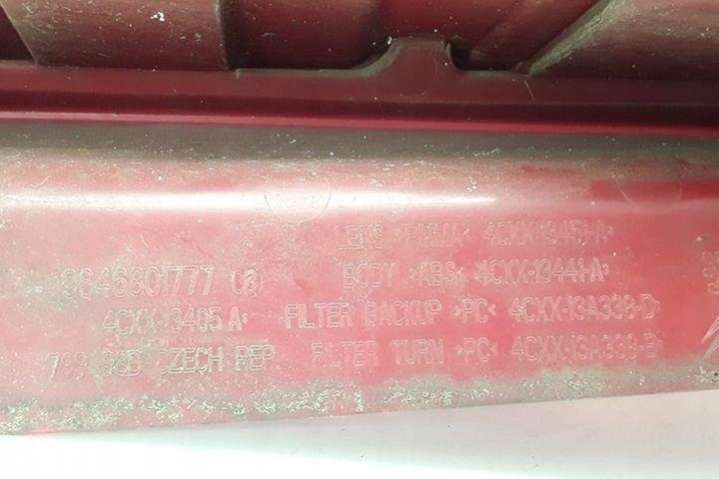 LENS >PMMA< 4CXX-13451-A
9646801777 BODY >ABS< 4CXX-13441-A
4CXX-13405 A FILTER BACKUP >PC< 4CXX-13A339-D
CZECH REP FILTER TURN >PC< 4CXX-13A339-B